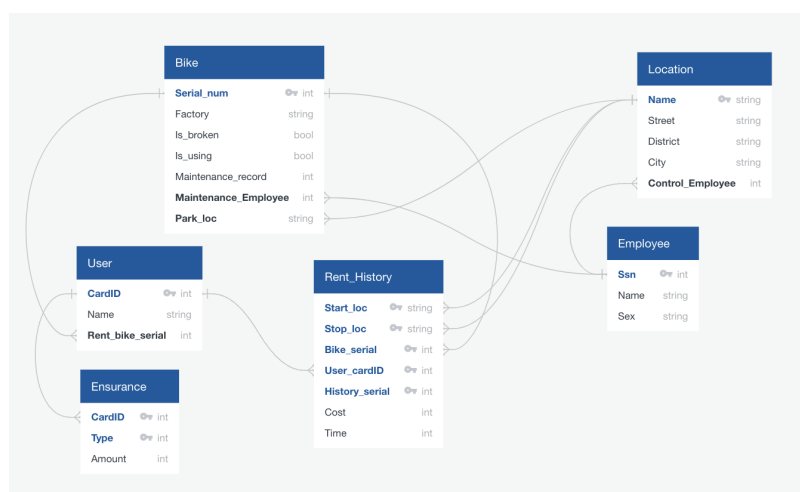 Bike
Serial_num int
Factory string
Is_broken bool
Is_using bool
Maintenance_record int
Maintenance_Employee int
Park_loc string
Location
Name string
Street string
District string
City string
Control_Employee int
User
CardID int
Name string
Rent_bike_serial int
Rent_History
Start_loc string
Stop_loc string
Bike_serial int
User_cardID int
History_serial int
Cost int
Time int
Employee
Ssn int
Name string
Sex string
Ensurance
CardID int
Type int
Amount int